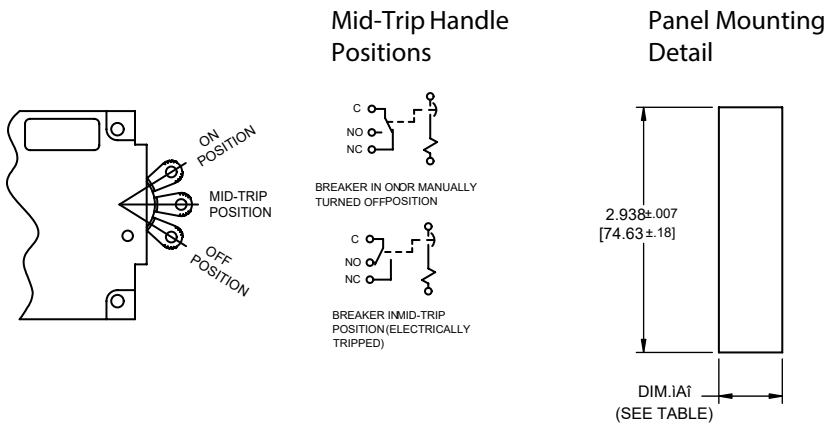 Mid-Trip Handle
Positions
Panel Mounting
Detail
ON
POSITION
MID-TRIP
POSITION
OFF
POSITION
C
NO
NC
BREAKER IN ONOR MANUALLY
TURNED OFFPOSITION
C
NO
NC
BREAKER INMID-TRIP
POSITION(ELECTRICALLY
TRIPPED)
2.938±.007
[74.63±.18]
DIM.ìAî
(SEE TABLE)